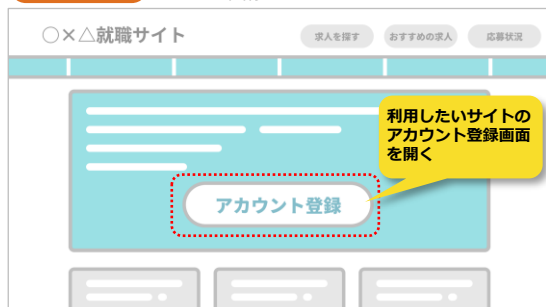 ○×△就職サイト
求人を探す
おすすめの求人
応募状況
利用したいサイトの
アカウント登録画面
を開く
アカウント登録